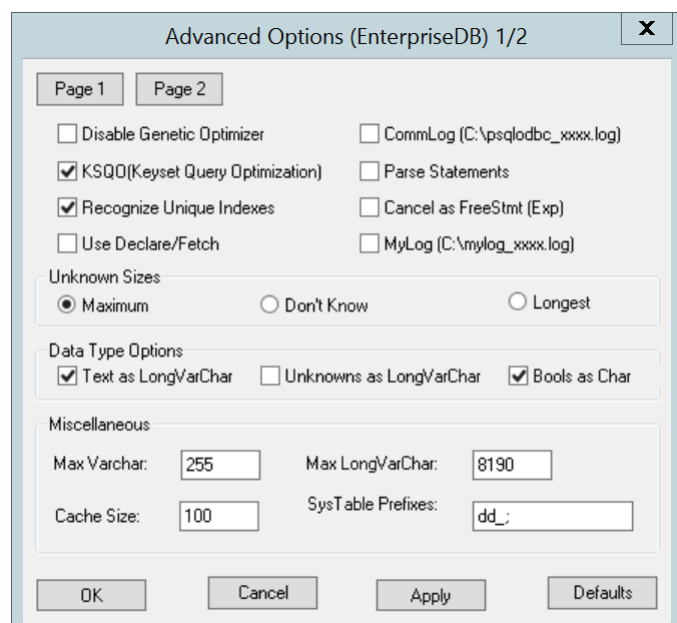 Advanced Options (EnterpriseDB) 1/2
X
Page 1 Page 2
Disable Genetic Optimizer CommLog (C:\psqlodbc_xxxx.log)
KSQO(Keyset Query Optimization) Parse Statements
Recognize Unique Indexes Cancel as FreeStmt (Exp)
Use Declare/Fetch MyLog (C:\mylog_xxxx.log)
Unknown Sizes
Maximum Don't Know Longest
Data Type Options
Text as LongVarChar Unknowns as LongVarChar Bools as Char
Miscellaneous
Max Varchar: 255 Max LongVarChar: 8190
Cache Size: 100 SysTable Prefixes: dd_;
OK Cancel Apply Defaults